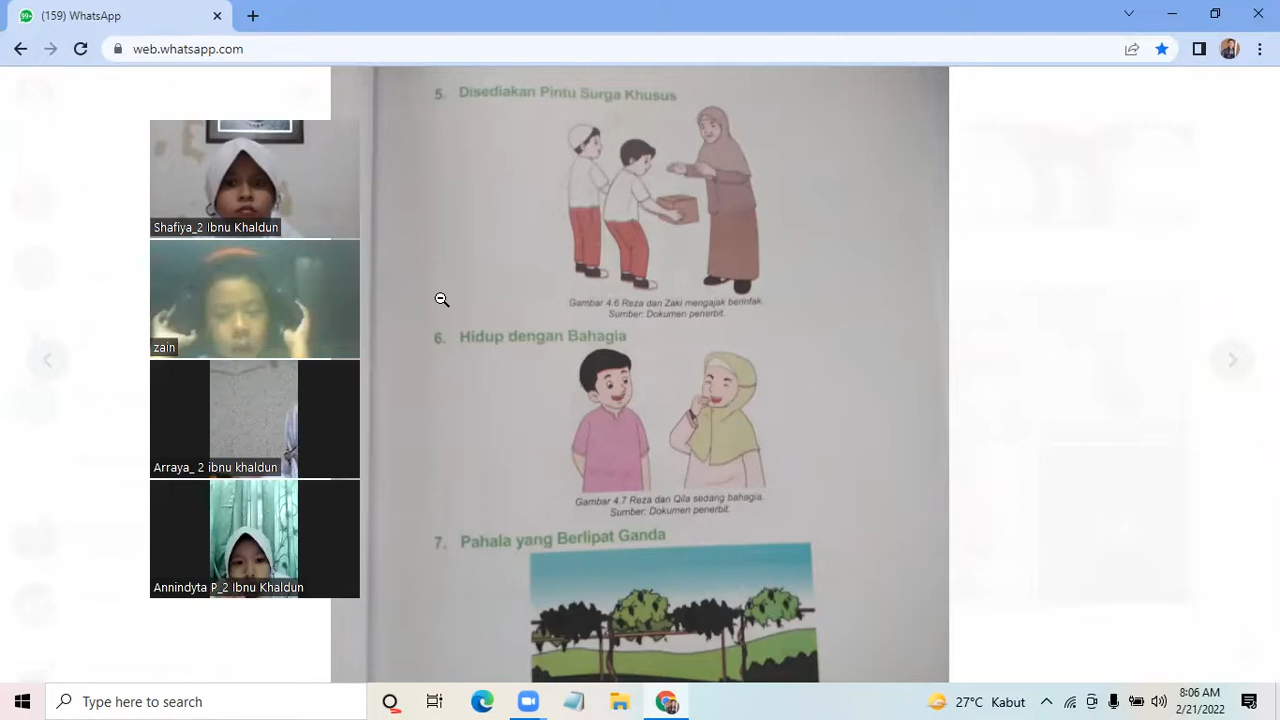 (159) WhatsApp
web.whatsapp.com
5. Disediakan Pintu Surga Khusus
Gambar 4.6 Reza dan Zaki mengajak berinfak.
Sumber: Dokumen penerbit.
6. Hidup dengan Bahagia
Gambar 4.7 Reza dan Qila sedang bahagia.
Sumber: Dokumen penerbit.
7. Pahala yang Berlipat Ganda
Shafiya_2 Ibnu Khaldun
zain
Arraya_ 2 ibnu khaldun
Annindyta P_2 Ibnu Khaldun
Type here to search
27°C Kabut
8:06 AM
2/21/2022